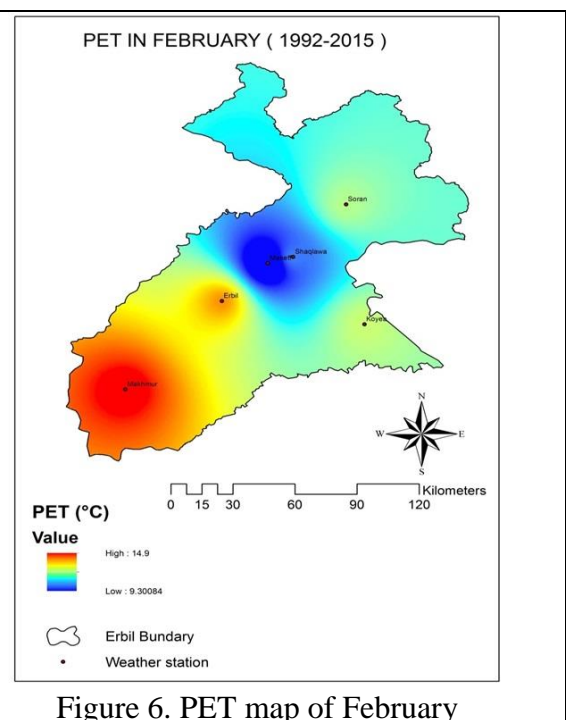 PET IN FEBRUARY ( 1992-2015 )
Soran
Shaqlawa
Erbil
Koyea
Makhmur
N
W E
S
Kilometers
0 15 30 60 90 120
PET (°C)
Value
High : 14.9
Low : 9.30084
Erbil Bundary
Weather station
Figure 6. PET map of February